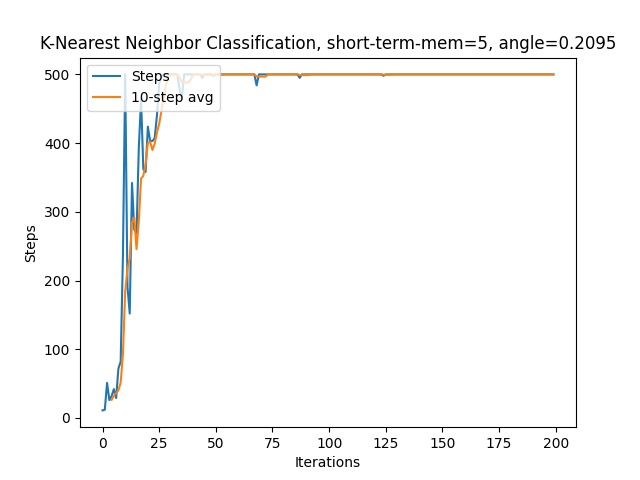 K-Nearest Neighbor Classification, short-term-mem=5, angle=0.2095
Steps
10-step avg
500
400
300
200
100
0
Steps
0 25 50 75 100 125 150 175 200
Iterations